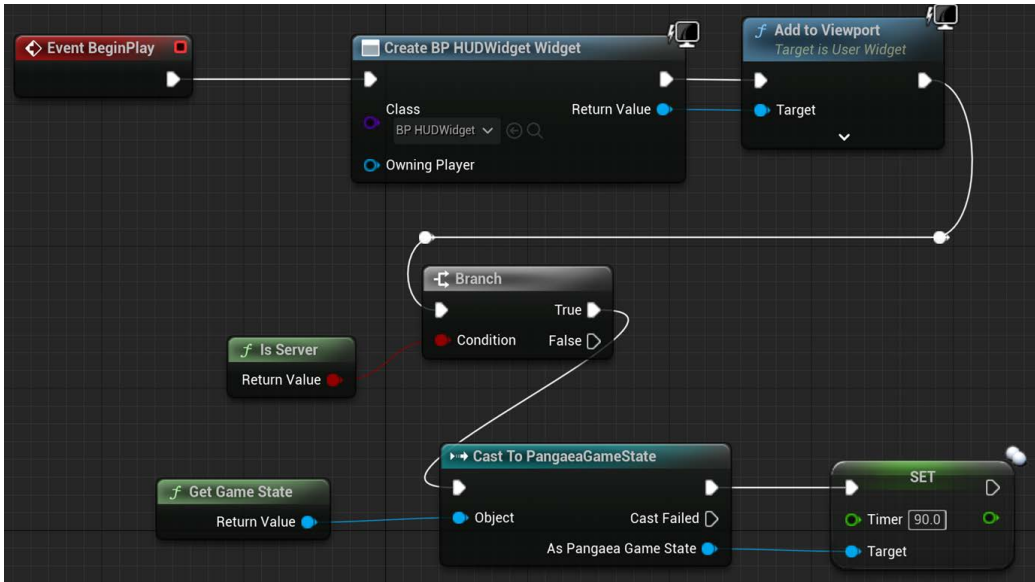 Event BeginPlay
Create BP HUDWidget Widget
Class
BP HUDWidget
Return Value
Owning Player
f Add to Viewport
Target is User Widget
Target
Branch
True
Condition
False
f Is Server
Return Value
f Get Game State
Return Value
Cast To PangaeaGameState
Object
Cast Failed
As Pangaea Game State
SET
Timer 90.0
Target